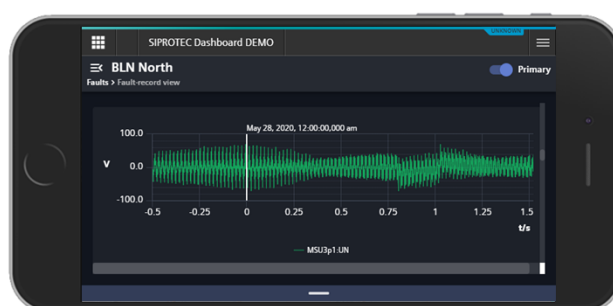 UNKNOWN
SIPROTEC Dashboard DEMO
BLN North
Primary
Faults > Fault-record view
May 28, 2020, 12:00:00,000 am
100.0
V
0.0
-100.0
-0.5 -0.25 0 0.25 0.5 0.75 1 1.25 1.5
t/s
MSU3p1:UN